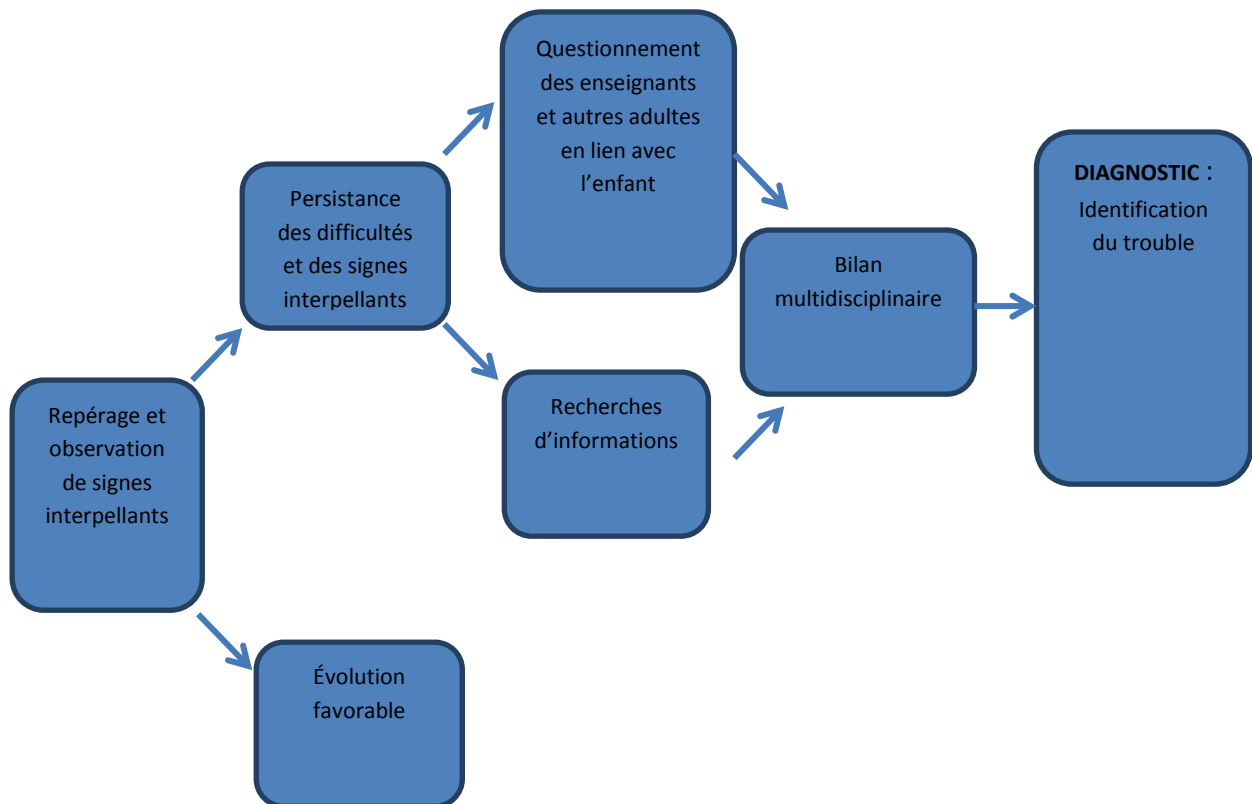 Repérage et
observation
de signes
interpellants
Persistance
des difficultés
et des signes
interpellants
Évolution
favorable
Questionnement
des enseignants
et autres adultes
en lien avec
l’enfant
Recherches
d’informations
Bilan
multidisciplinaire
DIAGNOSTIC :
Identification
du trouble